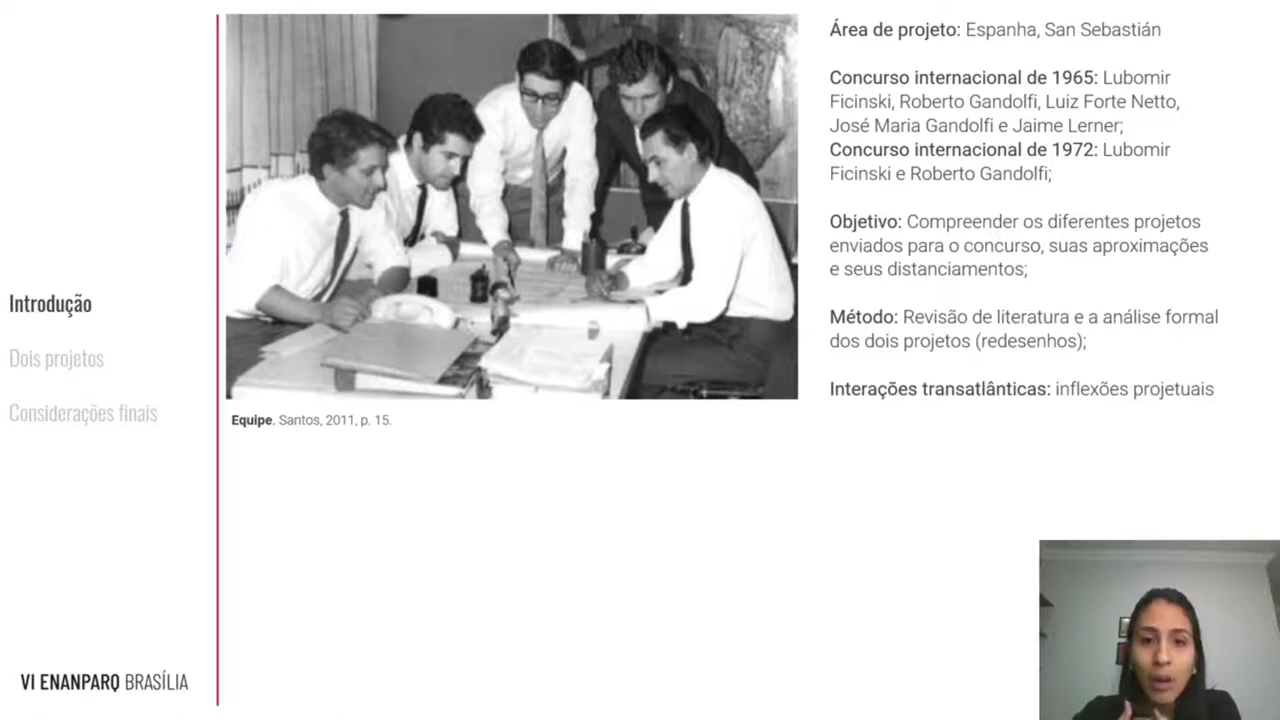 Introdução
Dois projetos
Considerações finais
VI ENANPARQ BRASÍLIA
Equipe. Santos, 2011, p. 15.
Área de projeto: Espanha, San Sebastián
Concurso internacional de 1965: Lubomir
Ficinski, Roberto Gandolfi, Luiz Forte Netto,
José Maria Gandolfi e Jaime Lerner;
Concurso internacional de 1972: Lubomir
Ficinski e Roberto Gandolfi;
Objetivo: Compreender os diferentes projetos
enviados para o concurso, suas aproximações
e seus distanciamentos;
Método: Revisão de literatura e a análise formal
dos dois projetos (redesenhos);
Interações transatlânticas: inflexões projetuais